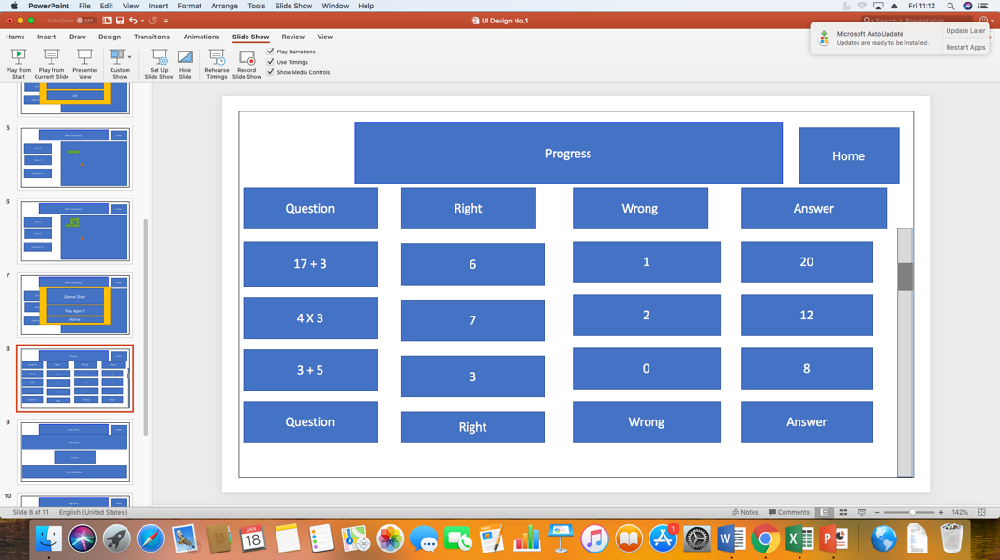 PowerPoint File Edit View Insert Format Arrange Tools Slide Show Window Help Fri 11:12
AutoSave OFF UI Design No.1 Search in Presentation
Home Insert Draw Design Transitions Animations Slide Show Review View
Microsoft AutoUpdate
Updates are ready to be installed.
Update Later
Restart Apps
Play from Start
Play from Current Slide
Presenter View
Custom Show
Set Up Slide Show
Hide Slide
Rehearse Timings
Record Slide Show
Play Narrations
Use Timings
Show Media Controls
5
6
7
Game Over
Play Again?
Home
8
9
10
Progress Home
Question Right Wrong Answer
17 + 3 6 1 20
4 X 3 7 2 12
3 + 5 3 0 8
Question Right Wrong Answer
Slide 8 of 11 English (United States) Notes Comments 142%
JAN
18
1